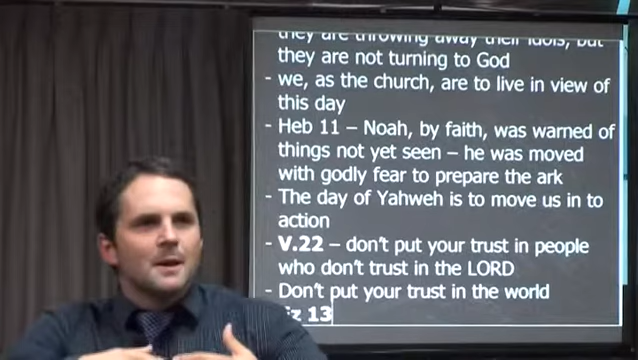 they are throwing away their idols, but
they are not turning to God
- we, as the church, are to live in view of
this day
- Heb 11 – Noah, by faith, was warned of
things not yet seen – he was moved
with godly fear to prepare the ark
- The day of Yahweh is to move us in to
action
- V.22 – don't put your trust in people
who don't trust in the LORD
- Don't put your trust in the world
Ez 13